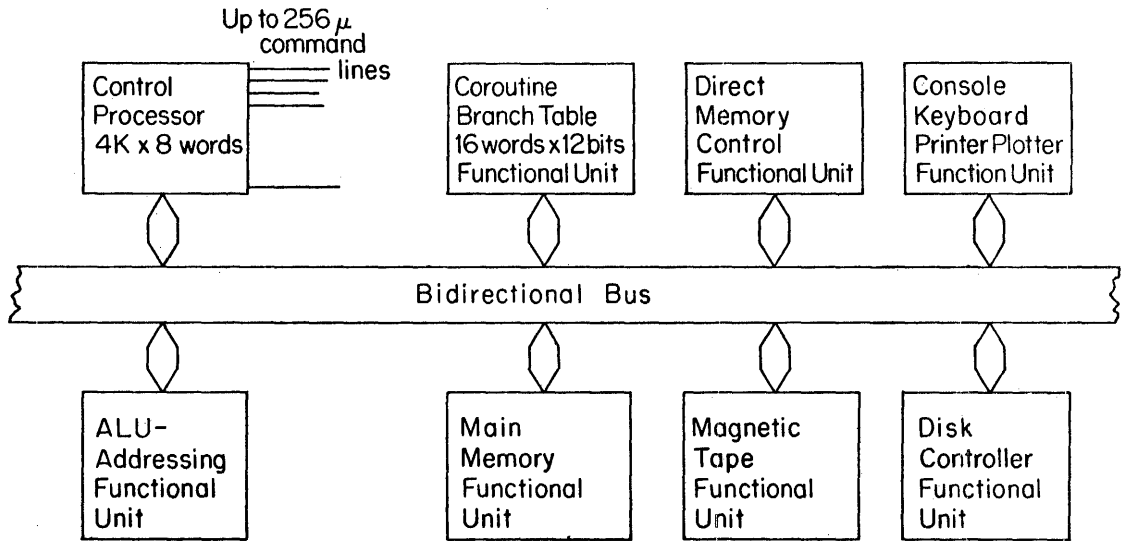 Up to 256 μ
command
lines
Control
Processor
4K x 8 words
Coroutine
Branch Table
16 words x 12 bits
Functional Unit
Direct
Memory
Control
Functional Unit
Console
Keyboard
Printer Plotter
Function Unit
Bidirectional Bus
ALU-
Addressing
Functional
Unit
Main
Memory
Functional
Unit
Magnetic
Tape
Functional
Unit
Disk
Controller
Functional
Unit